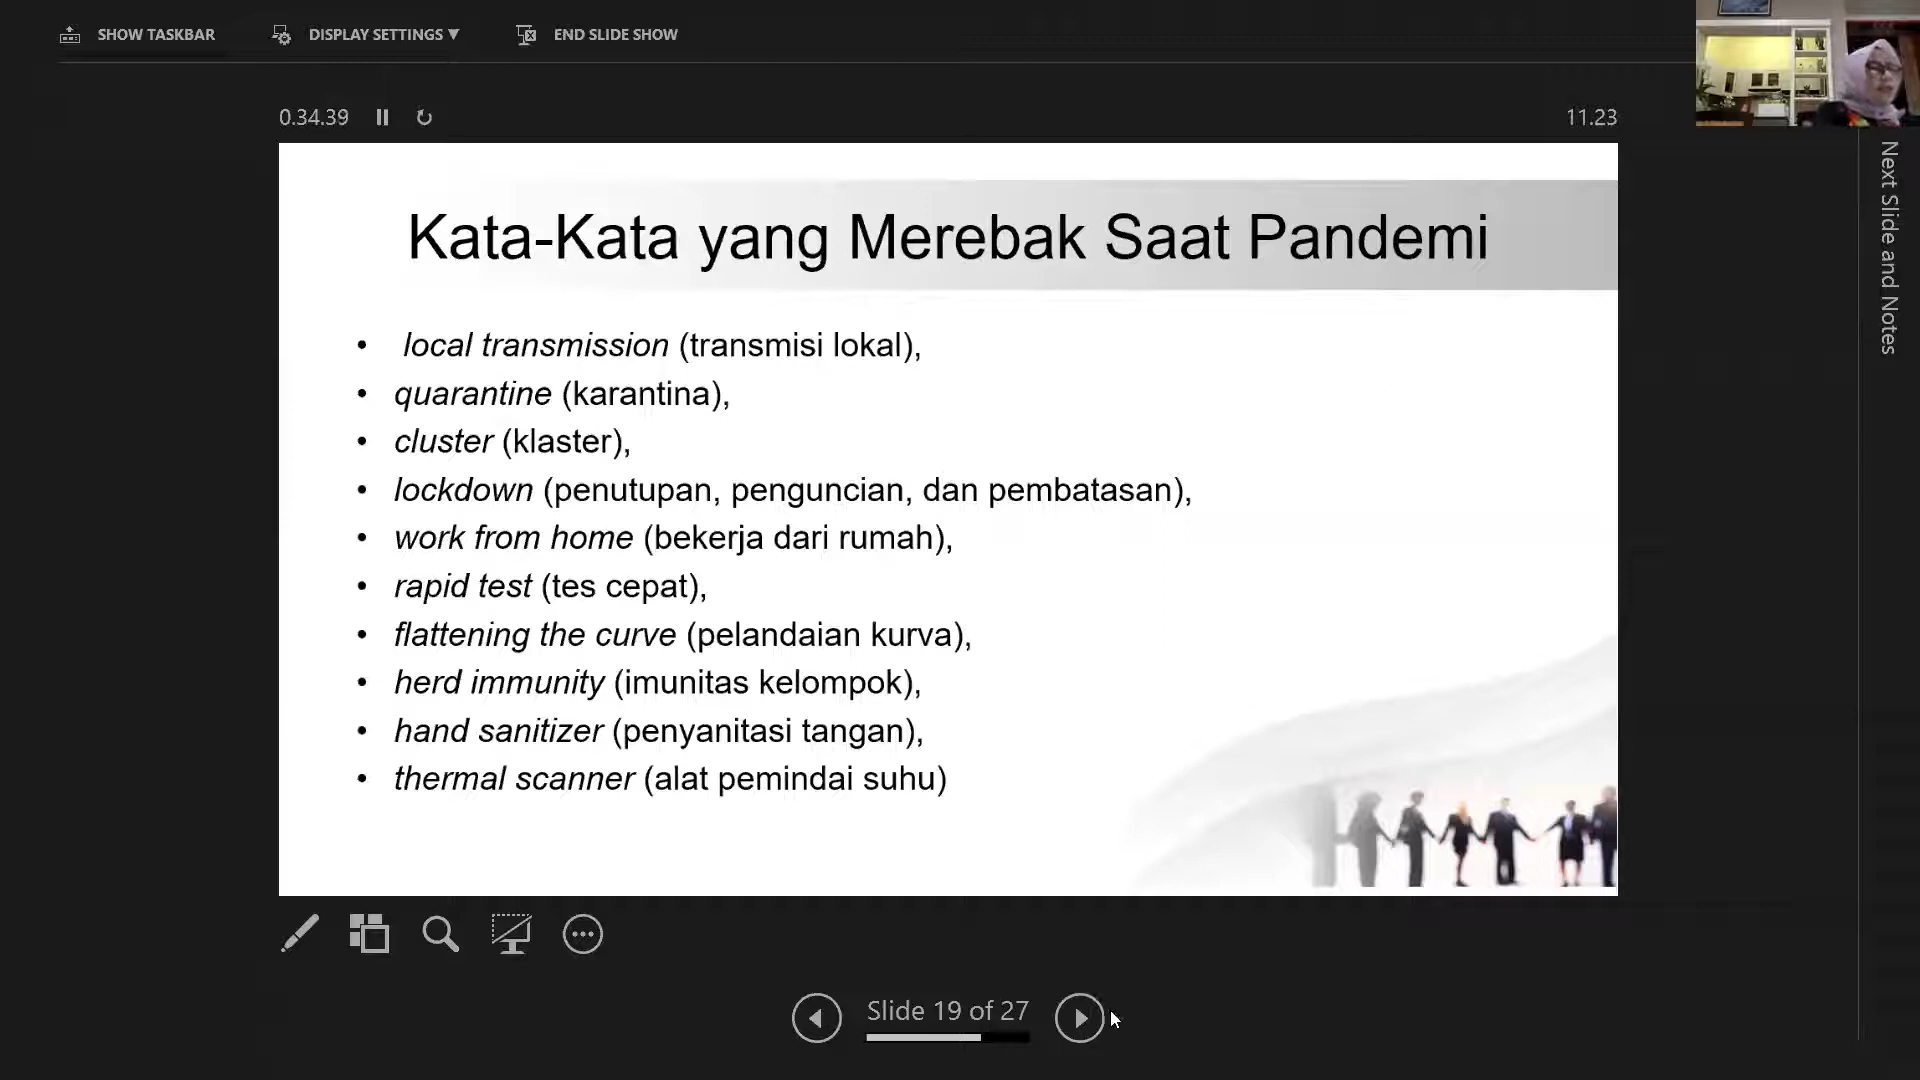 SHOW TASKBAR
DISPLAY SETTINGS ▼
END SLIDE SHOW
0.34.39
11.23
Kata-Kata yang Merebak Saat Pandemi
• local transmission (transmisi lokal),
• quarantine (karantina),
• cluster (klaster),
• lockdown (penutupan, penguncian, dan pembatasan),
• work from home (bekerja dari rumah),
• rapid test (tes cepat),
• flattening the curve (pelandaian kurva),
• herd immunity (imunitas kelompok),
• hand sanitizer (penyanitasi tangan),
• thermal scanner (alat pemindai suhu)
Slide 19 of 27
Next Slide and Notes